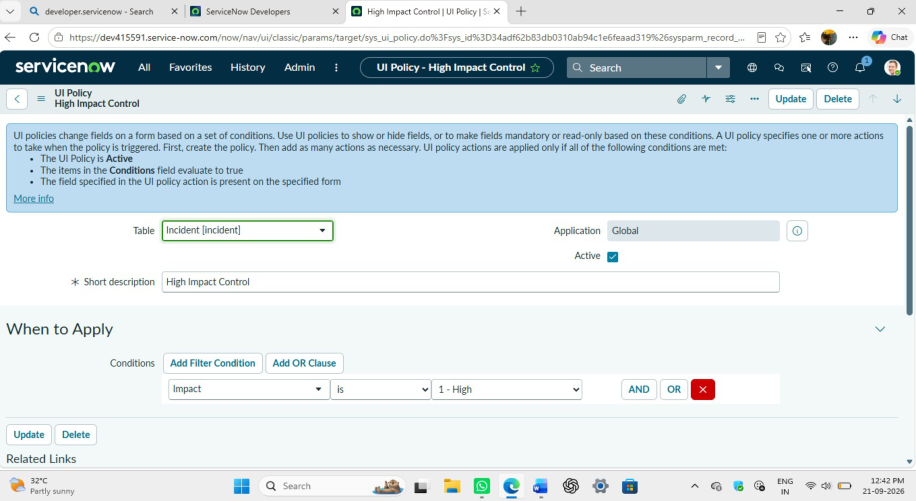 developer.servicenow - Search
ServiceNow Developers
High Impact Control | UI Policy | S
https://dev415591.service-now.com/now/nav/ui/classic/params/target/sys_ui_policy.do%3Fsys_id%3D34adf62b83db0310ab94c1e6feaad319%26sysparm_record_...
Chat
servicenow
All Favorites History Admin
UI Policy - High Impact Control
Search
1
UI Policy
High Impact Control
Update Delete
UI policies change fields on a form based on a set of conditions. Use UI policies to show or hide fields, or to make fields mandatory or read-only based on these conditions. A UI policy specifies one or more actions
to take when the policy is triggered. First, create the policy. Then add as many actions as necessary. UI policy actions are applied only if all of the following conditions are met:
• The UI Policy is Active
• The items in the Conditions field evaluate to true
• The field specified in the UI policy action is present on the specified form
More info
Table Incident [incident] Application Global
Active
Short description High Impact Control
When to Apply
Conditions Add Filter Condition Add OR Clause
Impact is 1 - High AND OR
Update Delete
Related Links
32°C
Partly sunny
Search
ENG
IN
12:42 PM
21-09-2026